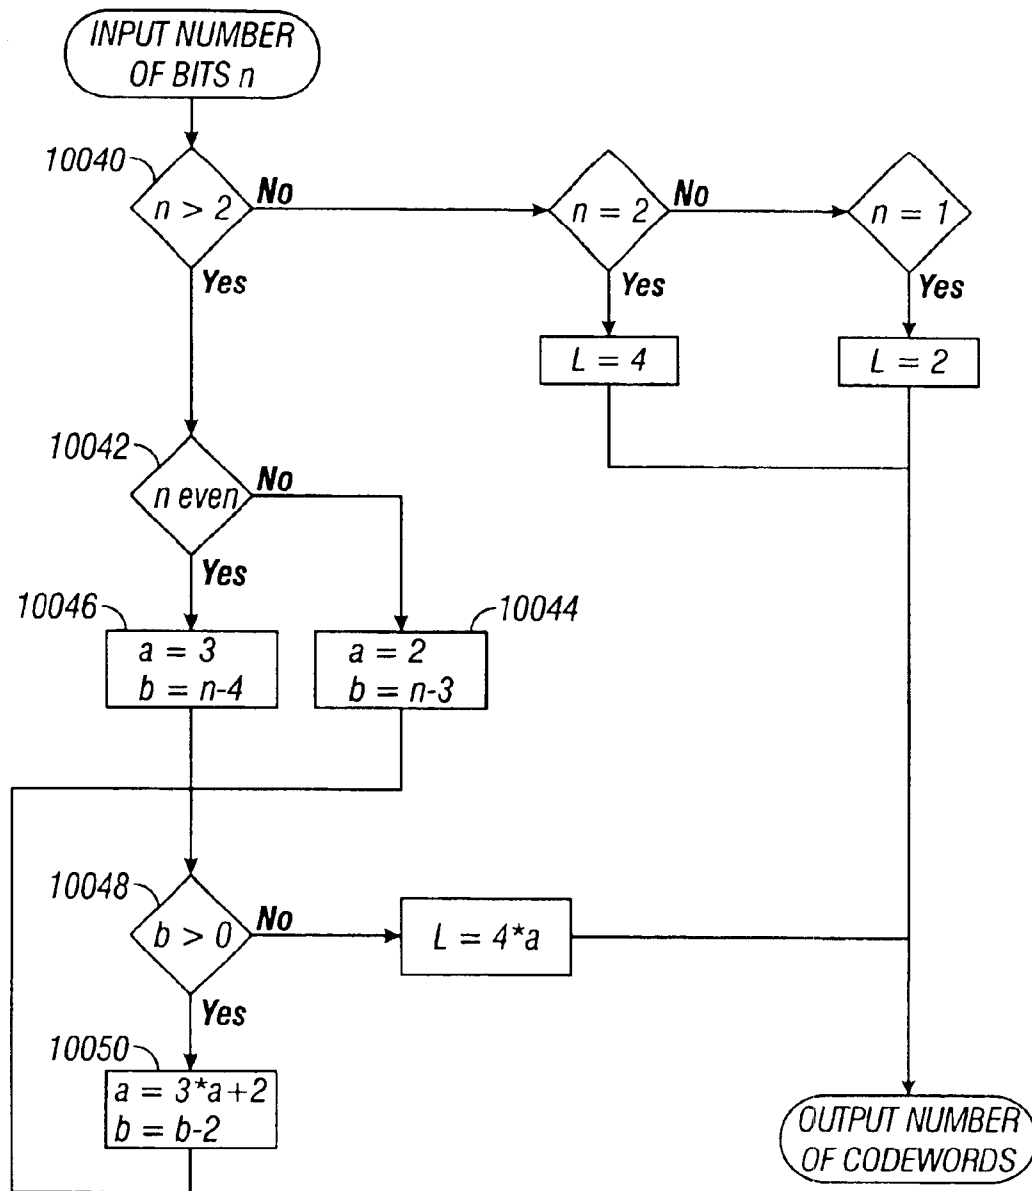 INPUT NUMBER
OF BITS n
10040
n > 2
No
n = 2
No
n = 1
Yes
Yes
Yes
L = 4
L = 2
10042
n even
No
Yes
10046
10044
a = 3
b = n-4
a = 2
b = n-3
10048
b > 0
No
L = 4*a
Yes
10050
a = 3*a+2
b = b-2
OUTPUT NUMBER
OF CODEWORDS